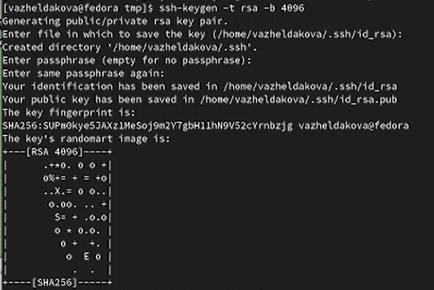 [vazheldakova@fedora tmp]$ ssh-keygen -t rsa -b 4096
Generating public/private rsa key pair.
Enter file in which to save the key (/home/vazheldakova/.ssh/id_rsa):
Created directory '/home/vazheldakova/.ssh'.
Enter passphrase (empty for no passphrase):
Enter same passphrase again:
Your identification has been saved in /home/vazheldakova/.ssh/id_rsa
Your public key has been saved in /home/vazheldakova/.ssh/id_rsa.pub
The key fingerprint is:
SHA256:SUPm0kye5JAXz1MeSoj9m2Y7gbH11hN9V52cYrnbzjg vazheldakova@fedora
The key's randomart image is:
+---[RSA 4096]----+
|     .+*o. o o +|
|     o%+= + = +o|
|     ..X.= o o..|
|      o.oo. .. +|
|       S= + .o.o|
|       o * o.o. |
|        o +  +. |
|         o  E o |
|          .  .  |
+----[SHA256]-----+